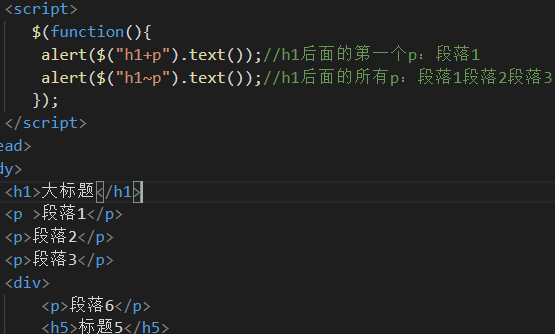 <script>
$(function(){
alert($("h1+p").text());//h1后面的第一个p：段落1
alert($("h1~p").text());//h1后面的所有p：段落1段落2段落3
});
</script>
ead>
dy>
<h1>大标题</h1>
<p >段落1</p>
<p>段落2</p>
<p>段落3</p>
<div>
<p>段落6</p>
<h5>标题5</h5>